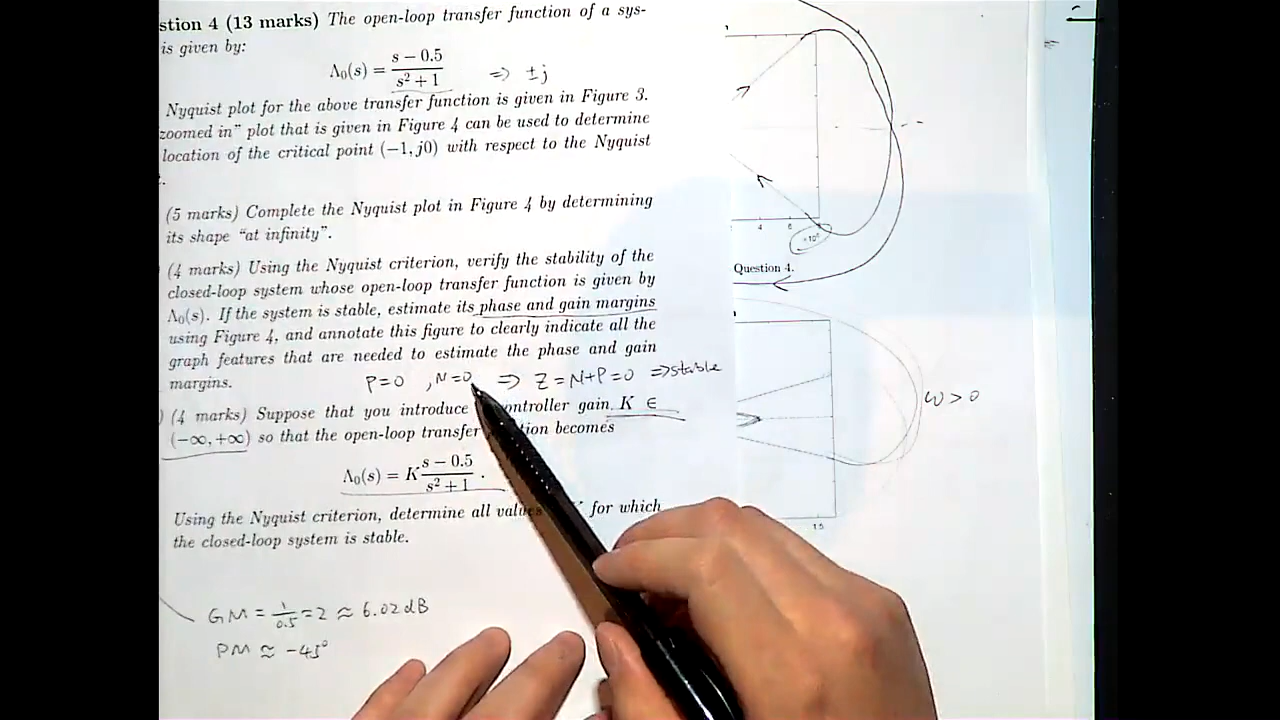 stion 4 (13 marks) The open-loop transfer function of a sys-
is given by:
Λ₀(s) = (s − 0.5)/(s² + 1) ⇒ ±j
Nyquist plot for the above transfer function is given in Figure 3.
zoomed in" plot that is given in Figure 4 can be used to determine
location of the critical point (−1, j0) with respect to the Nyquist
(5 marks) Complete the Nyquist plot in Figure 4 by determining
its shape "at infinity".
(4 marks) Using the Nyquist criterion, verify the stability of the
closed-loop system whose open-loop transfer function is given by
Λ₀(s). If the system is stable, estimate its phase and gain margins
using Figure 4, and annotate this figure to clearly indicate all the
graph features that are needed to estimate the phase and gain
margins.
P=0 , N=0 ⇒ Z = N+P = 0 ⇒ stable
) (4 marks) Suppose that you introduce controller gain K ∈
(−∞, +∞) so that the open-loop transfer becomes
Λ₀(s) = K (s − 0.5)/(s² + 1) .
Using the Nyquist criterion, determine all for which
the closed-loop system is stable.
GM = 1/0.5 = 2 ≈ 6.02 dB
PM ≈ −45°
4
6
Question 4.
ω > 0
1.5